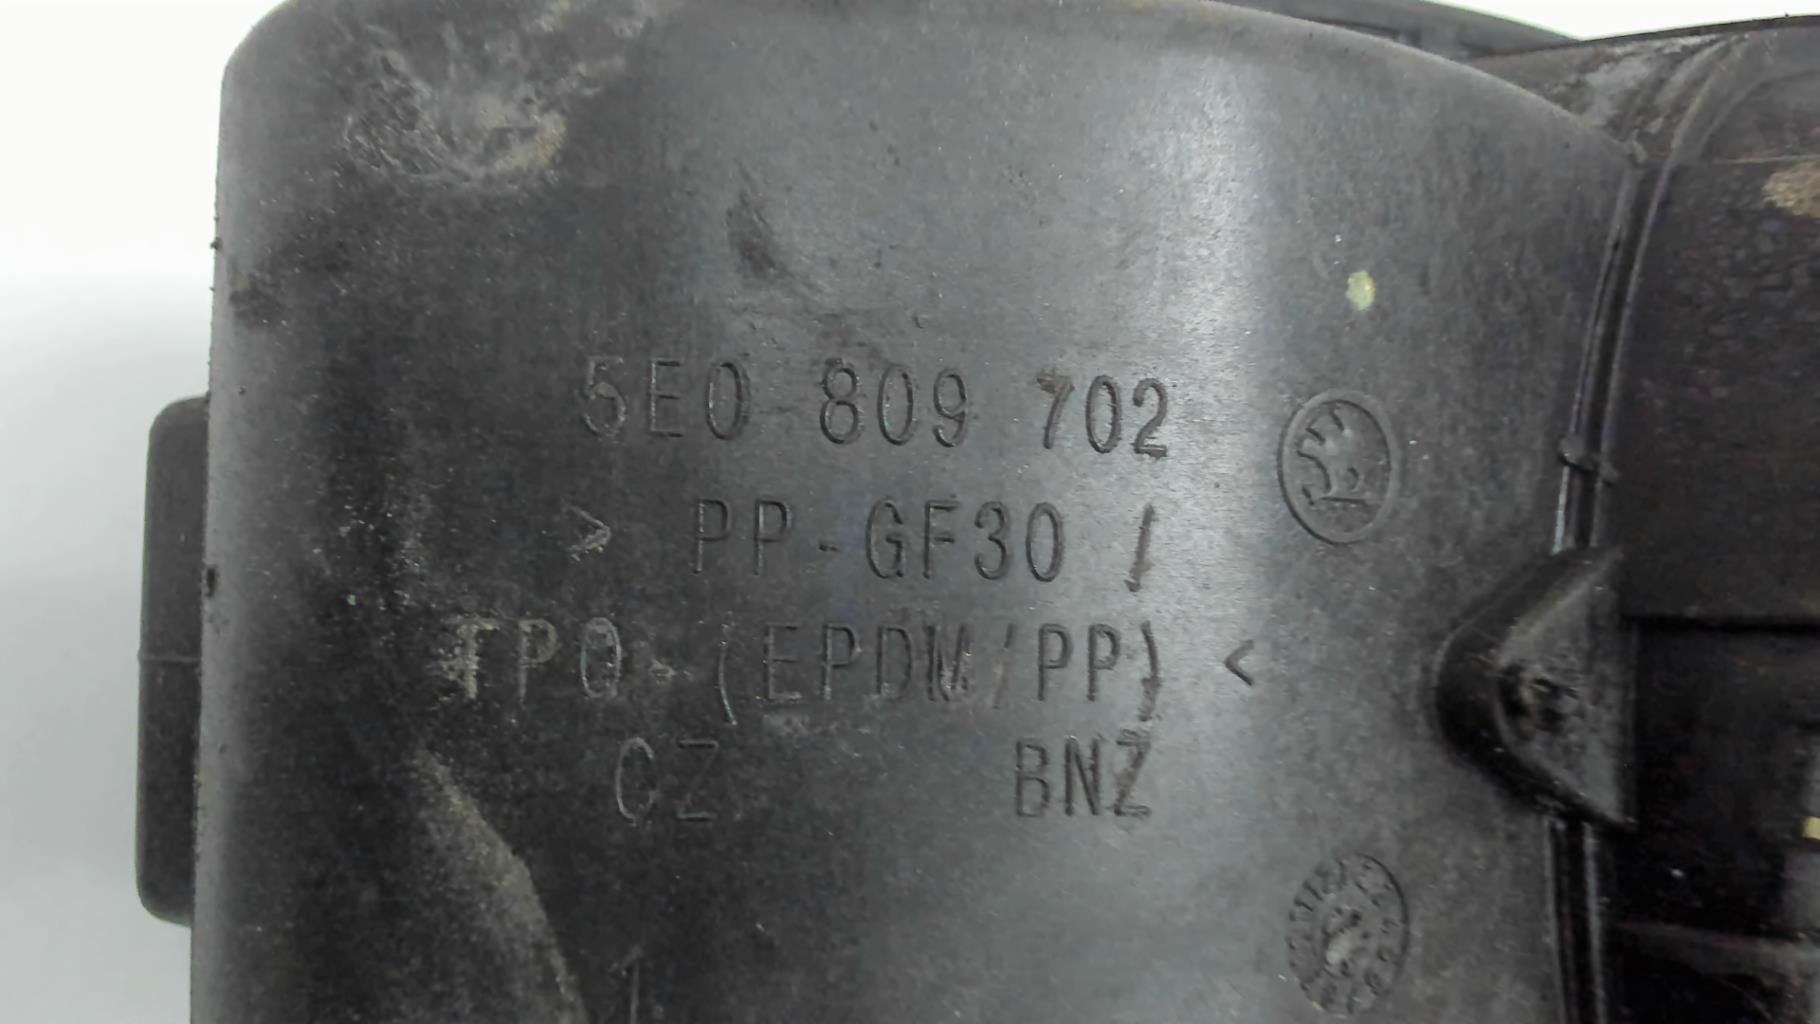 5E0 809 702
> PP-GF30 /
TPO-(EPDM/PP) <
CZ BNZ